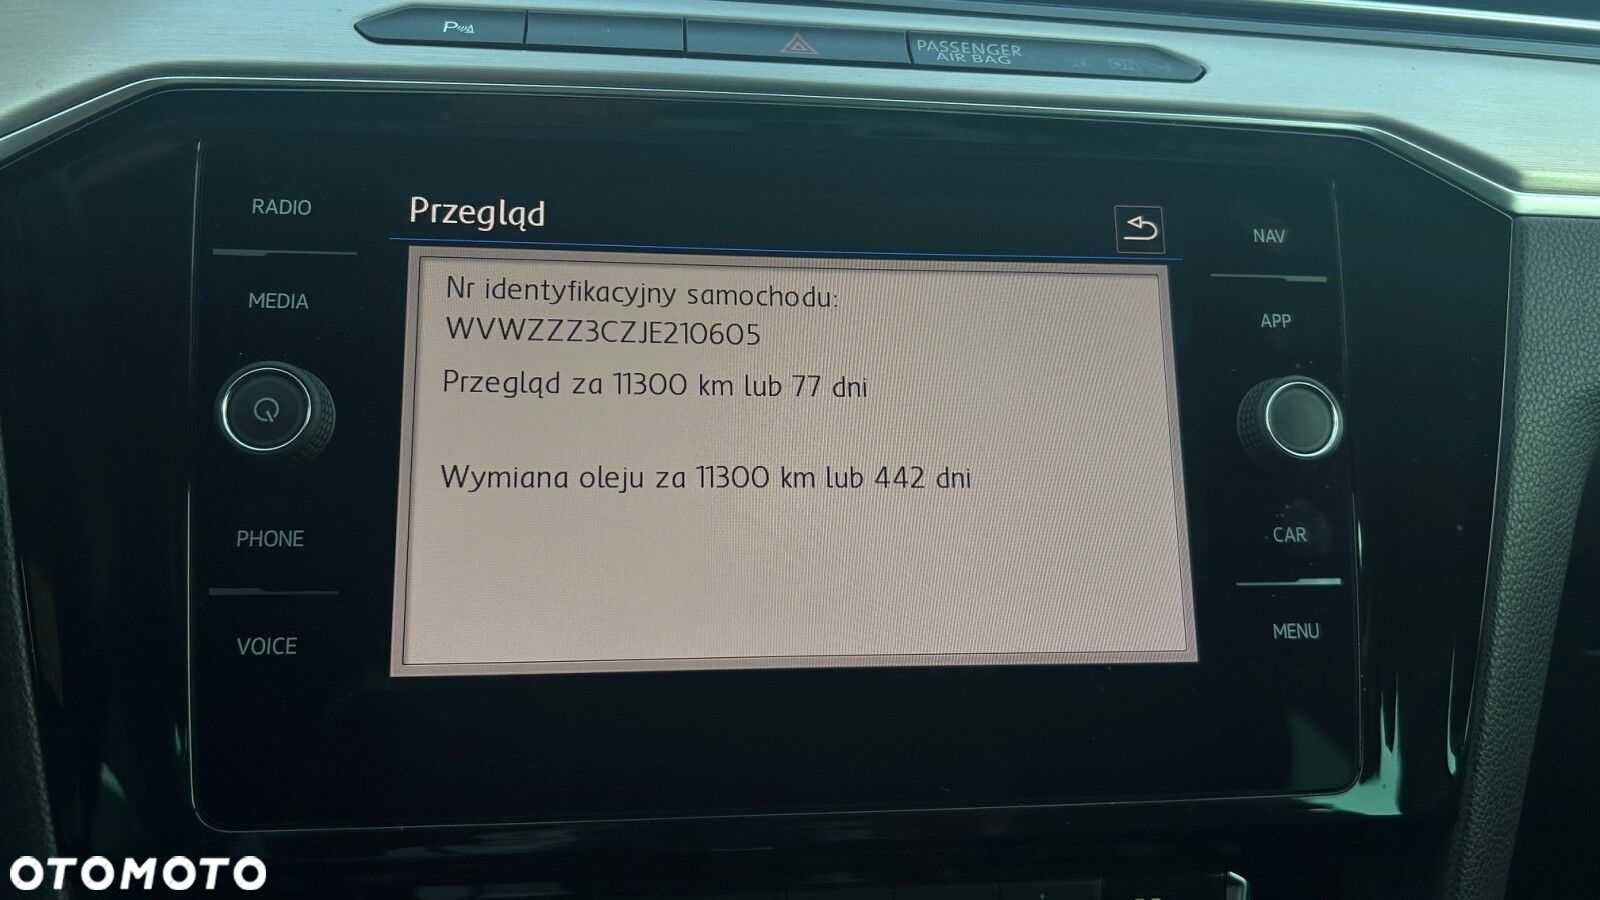 P
PASSENGER
AIR BAG
RADIO
MEDIA
PHONE
VOICE
Przegląd
Nr identyfikacyjny samochodu:
WVWZZZ3CZJE210605
Przegląd za 11300 km lub 77 dni
Wymiana oleju za 11300 km lub 442 dni
NAV
APP
CAR
MENU
OTOMOTO